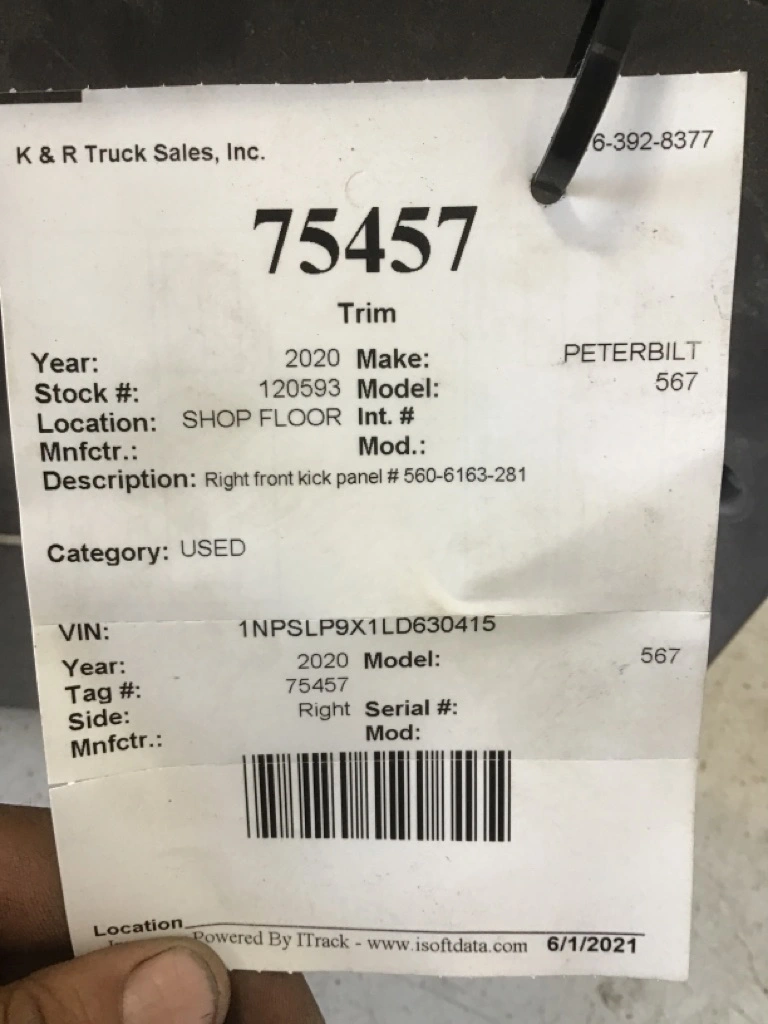 K & R Truck Sales, Inc. 6-392-8377
75457
Trim
Year: 2020 Make: PETERBILT
Stock #: 120593 Model: 567
Location: SHOP FLOOR Int. #
Mnfctr.: Mod.:
Description: Right front kick panel # 560-6163-281
Category: USED
VIN: 1NPSLP9X1LD630415
Year: 2020 Model: 567
Tag #: 75457
Side: Right Serial #:
Mnfctr.: Mod:
Location
Powered By ITrack - www.isoftdata.com 6/1/2021